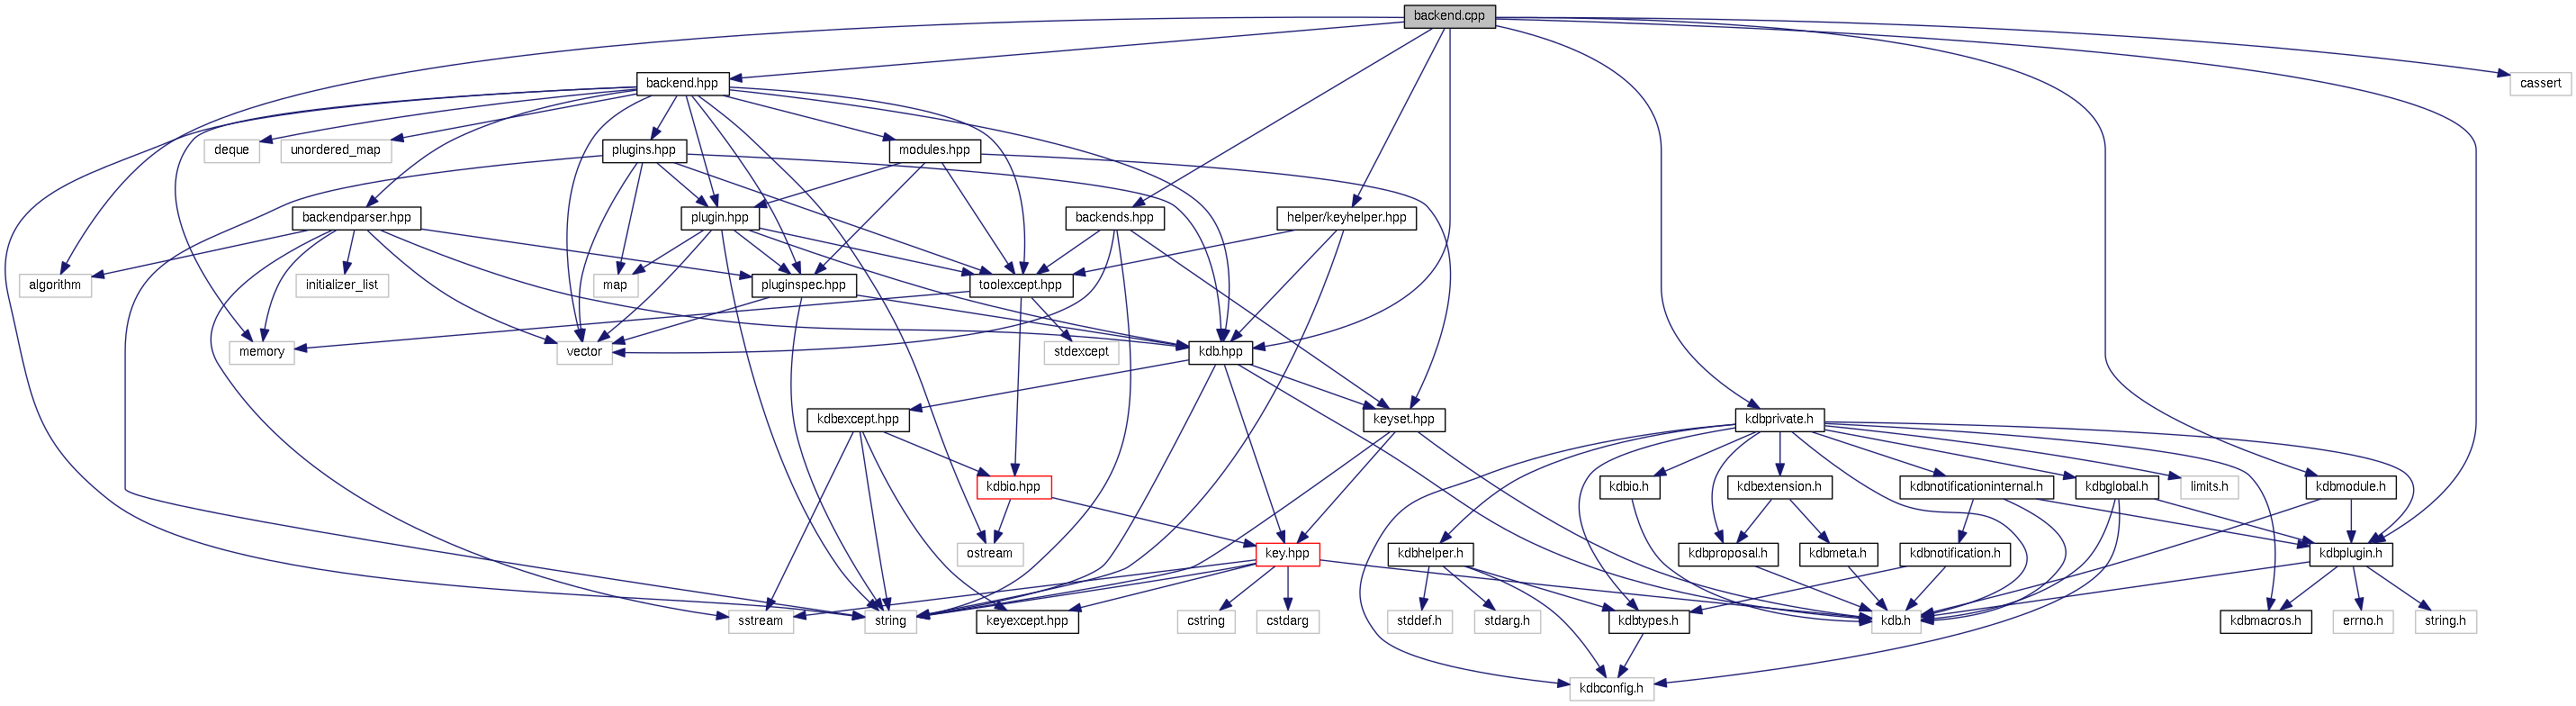 backend.cpp
backend.hpp
cassert
deque
unordered_map
plugins.hpp
modules.hpp
backendparser.hpp
plugin.hpp
backends.hpp
helper/keyhelper.hpp
algorithm
initializer_list
map
pluginspec.hpp
toolexcept.hpp
memory
vector
stdexcept
kdb.hpp
kdbexcept.hpp
keyset.hpp
kdbprivate.h
kdbio.hpp
kdbio.h
kdbextension.h
kdbnotificationinternal.h
kdbglobal.h
limits.h
kdbmodule.h
ostream
key.hpp
kdbhelper.h
kdbproposal.h
kdbmeta.h
kdbnotification.h
kdbplugin.h
sstream
string
keyexcept.hpp
cstring
cstdarg
stddef.h
stdarg.h
kdbtypes.h
kdb.h
kdbmacros.h
errno.h
string.h
kdbconfig.h